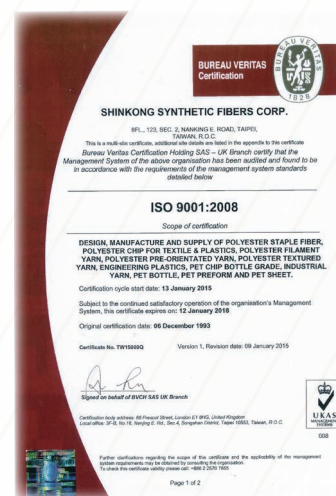 BUREAU VERITAS
Certification
BUREAU VERITAS
1828
SHINKONG SYNTHETIC FIBERS CORP.
8FL., 123, SEC. 2, NANKING E. ROAD, TAIPEI,
TAIWAN, R.O.C.
This is a multi-site certificate, additional site details are listed in the appendix to this certificate
Bureau Veritas Certification Holding SAS – UK Branch certify that the
Management System of the above organisation has been audited and found to be
in accordance with the requirements of the management system standards
detailed below
ISO 9001:2008
Scope of certification
DESIGN, MANUFACTURE AND SUPPLY OF POLYESTER STAPLE FIBER,
POLYESTER CHIP FOR TEXTILE & PLASTICS, POLYESTER FILAMENT
YARN, POLYESTER PRE-ORIENTATED YARN, POLYESTER TEXTURED
YARN, ENGINEERING PLASTICS, PET CHIP BOTTLE GRADE, INDUSTRIAL
YARN, PET BOTTLE, PET PREFORM AND PET SHEET.
Certification cycle start date: 13 January 2015
Subject to the continued satisfactory operation of the organisation's Management
System, this certificate expires on: 12 January 2018
Original certification date: 06 December 1993
Certificate No. TW15009Q Version 1, Revision date: 09 January 2015
Signed on behalf of BVCH SAS UK Branch
Certification body address: 66 Prescot Street, London E1 8HG, United Kingdom
Local office: 3F-B, No.16, Nanjing E. Rd., Sec.4, Songshan District, Taipei 10553, Taiwan, R.O.C.
UKAS
MANAGEMENT
SYSTEMS
008
Further clarifications regarding the scope of this certificate and the applicability of the management
system requirements may be obtained by consulting the organisation.
To check this certificate validity please call: +886 2 2570 7655
Page 1 of 2